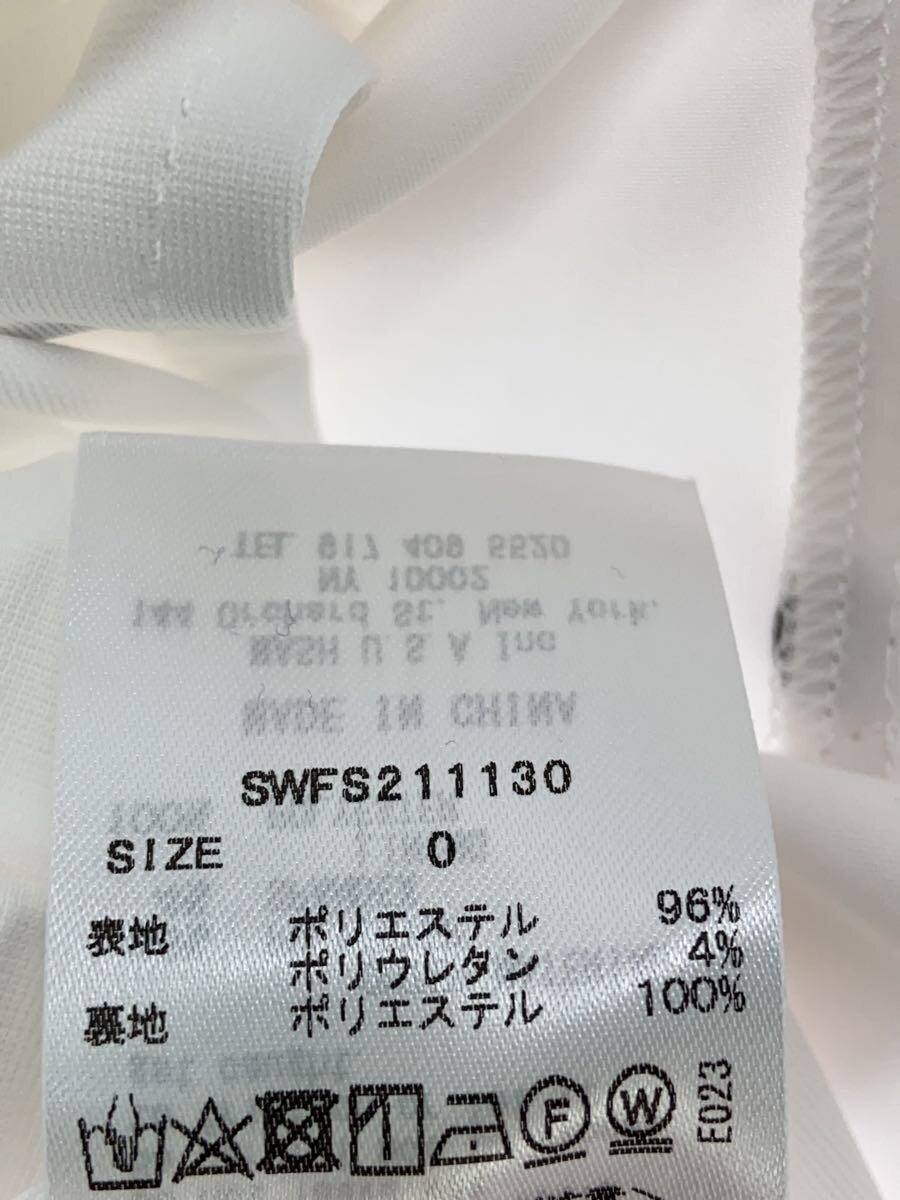 TEL 917 409 5520
NY 10002
144 Orchard St. New York,
MASH U S A Inc
MADE IN CHINA
SWFS211130
SIZE 0
表地 ポリエステル 96%
ポリウレタン 4%
裏地 ポリエステル 100%
F W E023